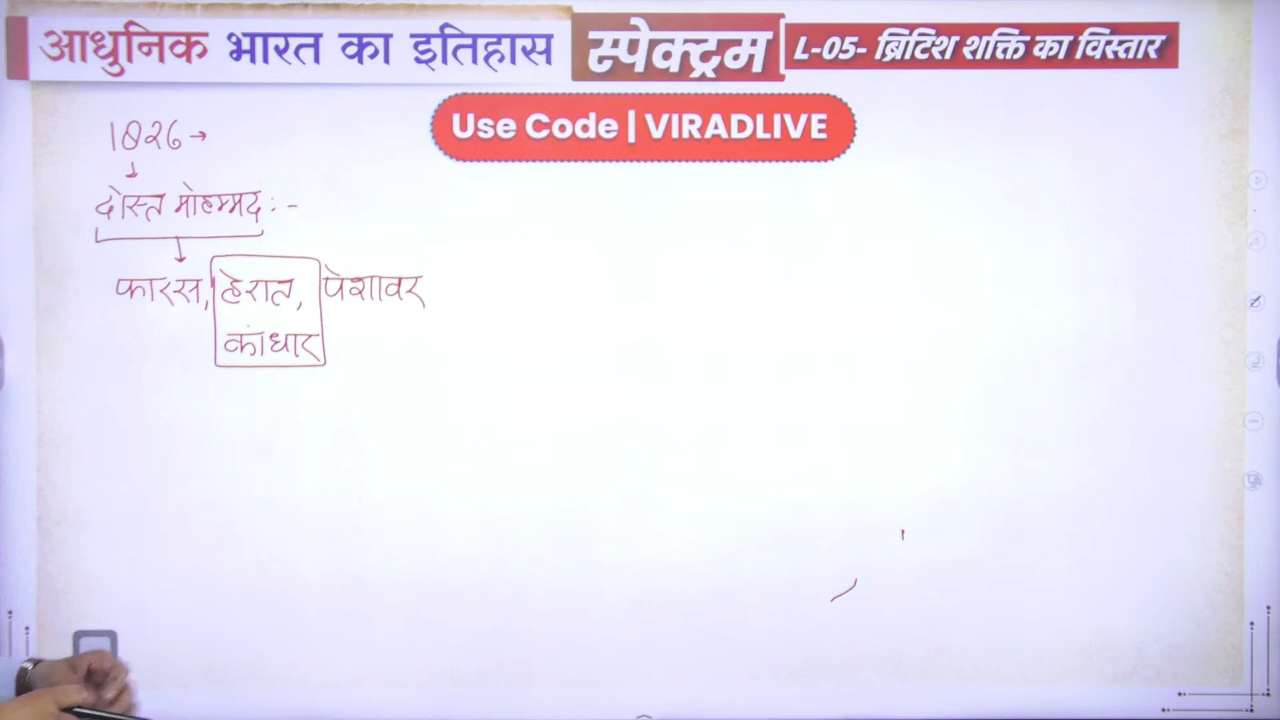 आधुनिक भारत का इतिहास स्पेक्ट्रम L-05- ब्रिटिश शक्ति का विस्तार
Use Code | VIRADLIVE
1826 →
दोस्त मोहम्मद : -
फारस, हेरात, पेशावर
कांधार